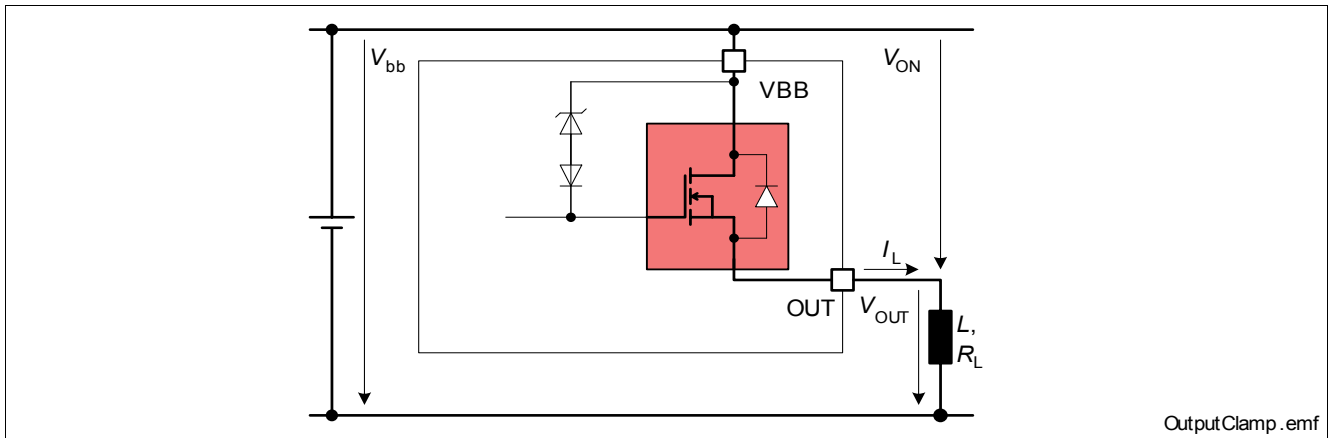 Vbb
VON
VBB
IL
OUT
VOUT
L,
RL
OutputClamp.emf